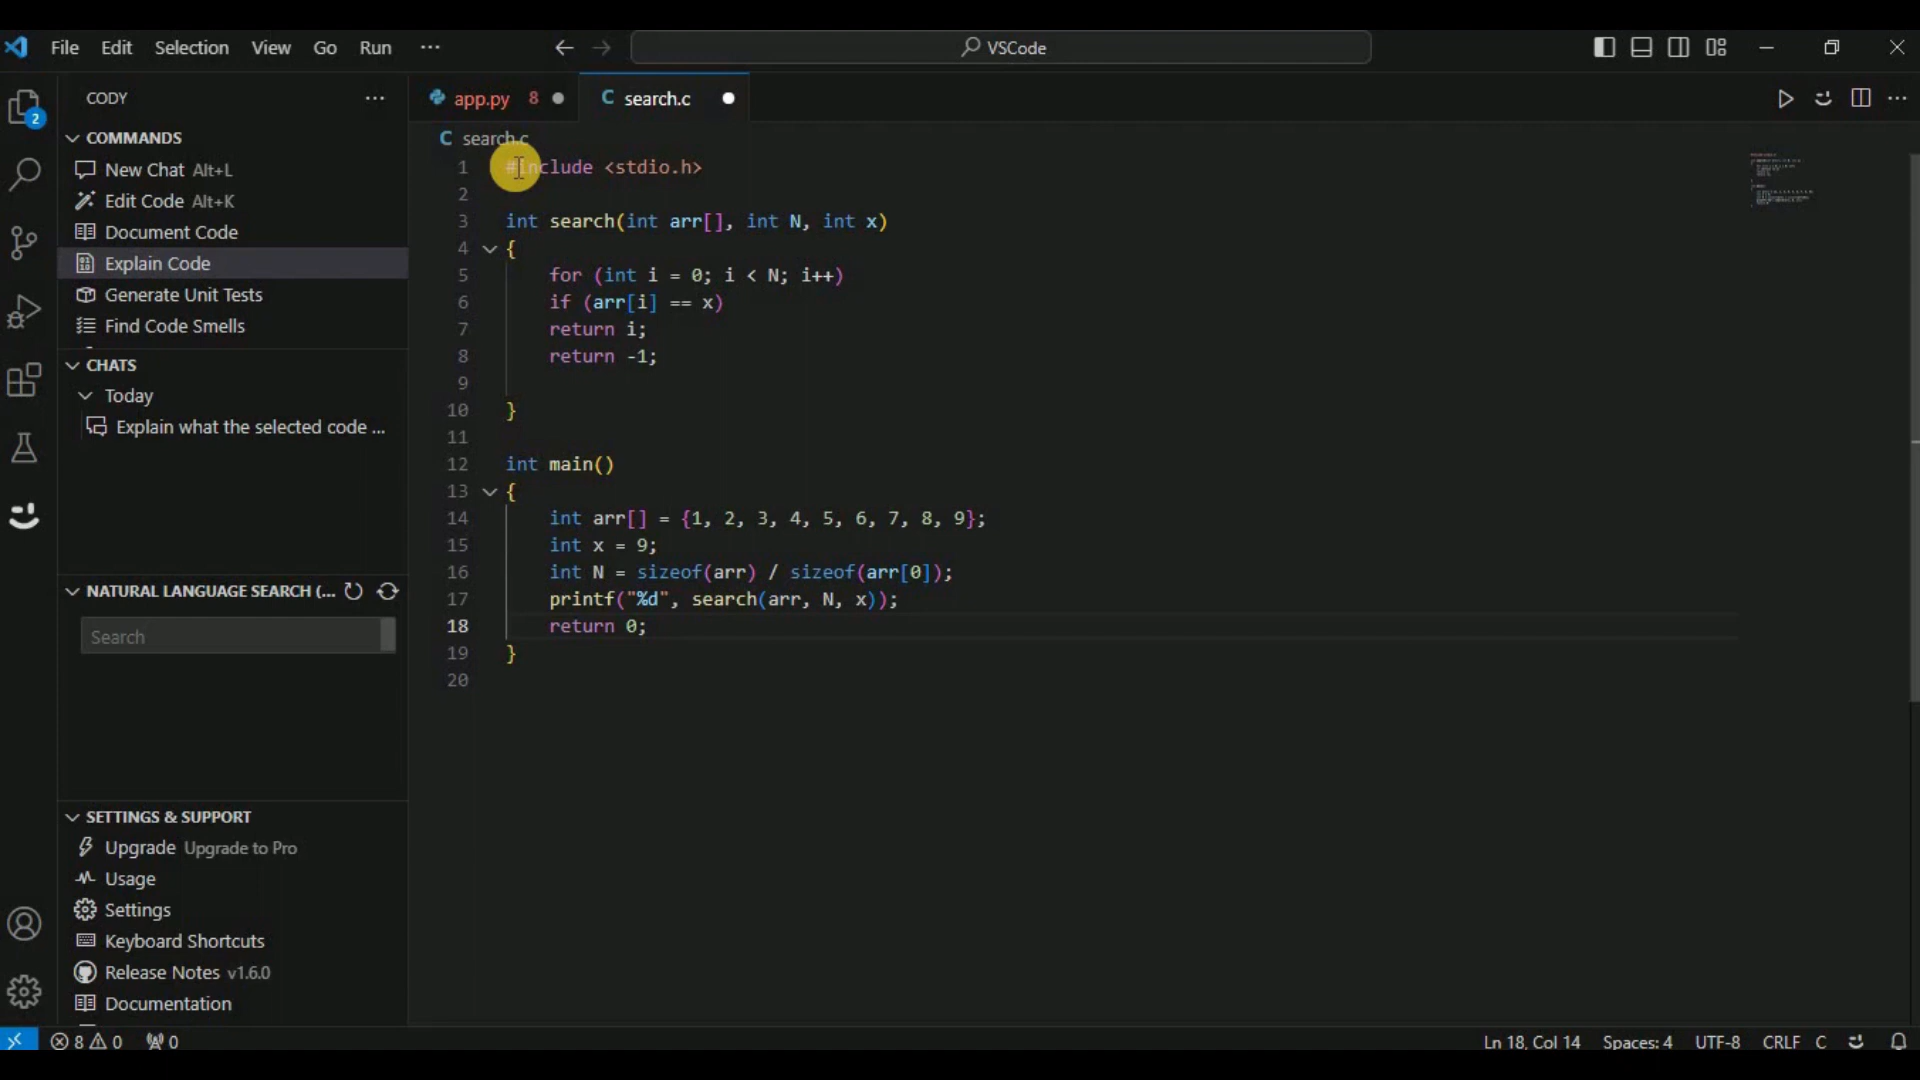 File Edit Selection View Go Run ···
VSCode
CODY ···
COMMANDS
New Chat Alt+L
Edit Code Alt+K
Document Code
Explain Code
Generate Unit Tests
Find Code Smells
CHATS
Today
Explain what the selected code ...
NATURAL LANGUAGE SEARCH (...
Search
SETTINGS & SUPPORT
Upgrade Upgrade to Pro
Usage
Settings
Keyboard Shortcuts
Release Notes v1.6.0
Documentation
2
app.py 8
C search.c
C search.c
1 #include <stdio.h>
2
3 int search(int arr[], int N, int x)
4 {
5 for (int i = 0; i < N; i++)
6 if (arr[i] == x)
7 return i;
8 return -1;
9
10 }
11
12 int main()
13 {
14 int arr[] = {1, 2, 3, 4, 5, 6, 7, 8, 9};
15 int x = 9;
16 int N = sizeof(arr) / sizeof(arr[0]);
17 printf("%d", search(arr, N, x));
18 return 0;
19 }
20
8 0 0
Ln 18, Col 14 Spaces: 4 UTF-8 CRLF C